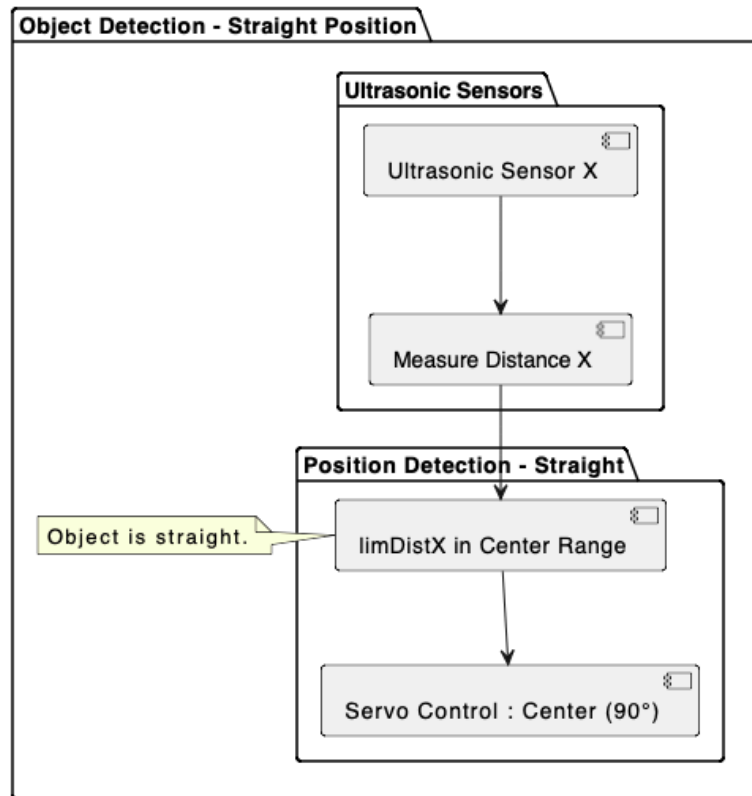 Object Detection - Straight Position
Ultrasonic Sensors
Ultrasonic Sensor X
Measure Distance X
Position Detection - Straight
Object is straight.
limDistX in Center Range
Servo Control : Center (90°)